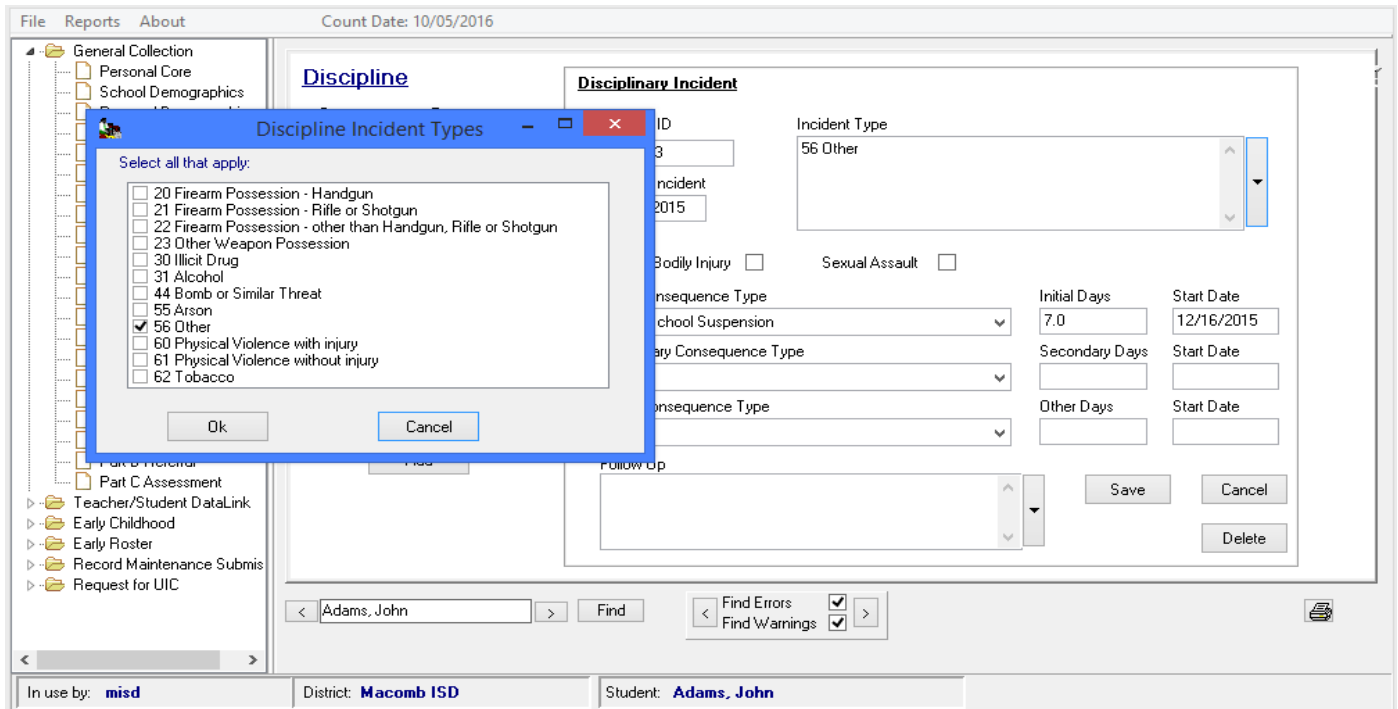 File Reports About Count Date: 10/05/2016
General Collection
Personal Core
School Demographics
Part C Assessment
Teacher/Student DataLink
Early Childhood
Early Roster
Record Maintenance Submis
Request for UIC
Discipline Incident Types
Select all that apply:
20 Firearm Possession - Handgun
21 Firearm Possession - Rifle or Shotgun
22 Firearm Possession - other than Handgun, Rifle or Shotgun
23 Other Weapon Possession
30 Illicit Drug
31 Alcohol
44 Bomb or Similar Threat
55 Arson
56 Other
60 Physical Violence with injury
61 Physical Violence without injury
62 Tobacco
Ok Cancel
Discipline
Disciplinary Incident
ID Incident Type
3 56 Other
ncident
2015
Bodily Injury Sexual Assault
nsequence Type Initial Days Start Date
chool Suspension 7.0 12/16/2015
ary Consequence Type Secondary Days Start Date
onsequence Type Other Days Start Date
Follow Up
Save Cancel
Delete
< Adams, John > Find < Find Errors >
Find Warnings
In use by: misd District: Macomb ISD Student: Adams, John